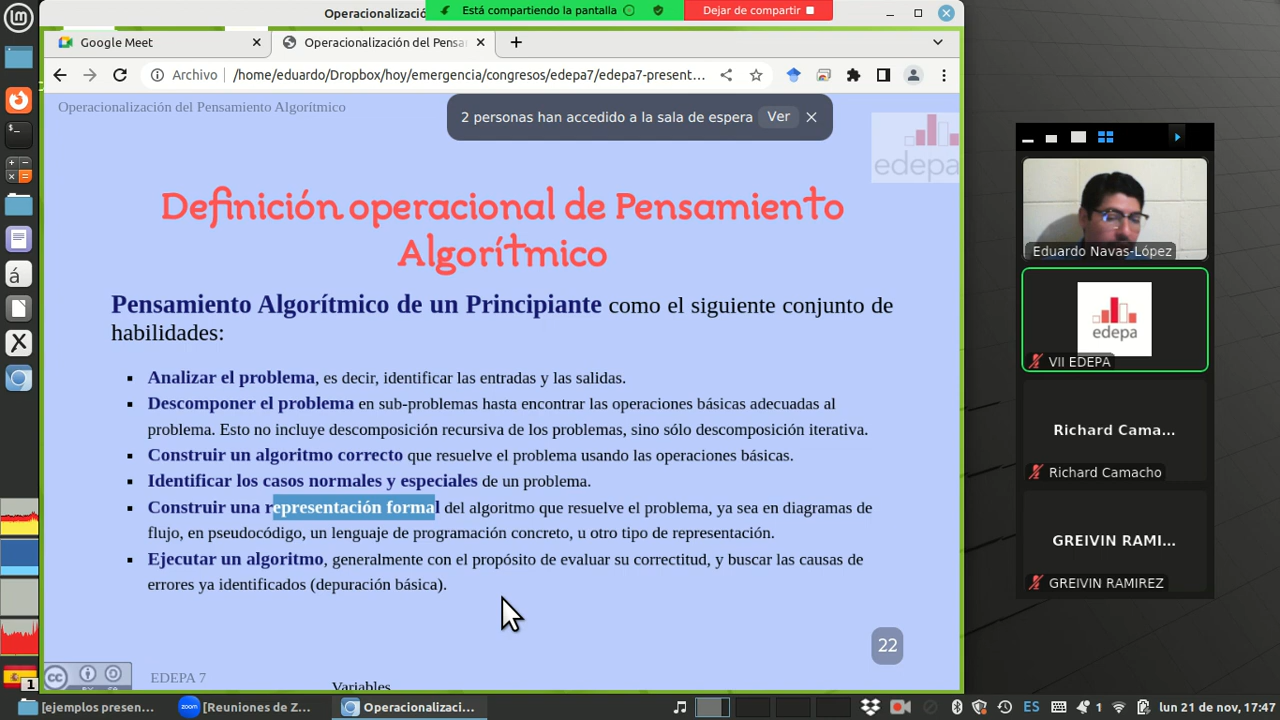 Operacionalizació
Está compartiendo la pantalla
Dejar de compartir
Google Meet
Operacionalización del Pensa
Archivo
/home/eduardo/Dropbox/hoy/emergencia/congresos/edepa7/edepa7-present...
Operacionalización del Pensamiento Algorítmico
2 personas han accedido a la sala de espera
Ver
edepa
Definición operacional de Pensamiento
Algorítmico
Pensamiento Algorítmico de un Principiante como el siguiente conjunto de
habilidades:
Analizar el problema, es decir, identificar las entradas y las salidas.
Descomponer el problema en sub-problemas hasta encontrar las operaciones básicas adecuadas al
problema. Esto no incluye descomposición recursiva de los problemas, sino sólo descomposición iterativa.
Construir un algoritmo correcto que resuelve el problema usando las operaciones básicas.
Identificar los casos normales y especiales de un problema.
Construir una representación formal del algoritmo que resuelve el problema, ya sea en diagramas de
flujo, en pseudocódigo, un lenguaje de programación concreto, u otro tipo de representación.
Ejecutar un algoritmo, generalmente con el propósito de evaluar su correctitud, y buscar las causas de
errores ya identificados (depuración básica).
22
EDEPA 7
Variables
Eduardo Navas-López
edepa
VII EDEPA
Richard Cama...
Richard Camacho
GREIVIN RAMI...
GREIVIN RAMIREZ
á
X
1
[ejemplos presen...
zoom
[Reuniones de Z...
Operacionalizaci...
ES
1
lun 21 de nov, 17:47